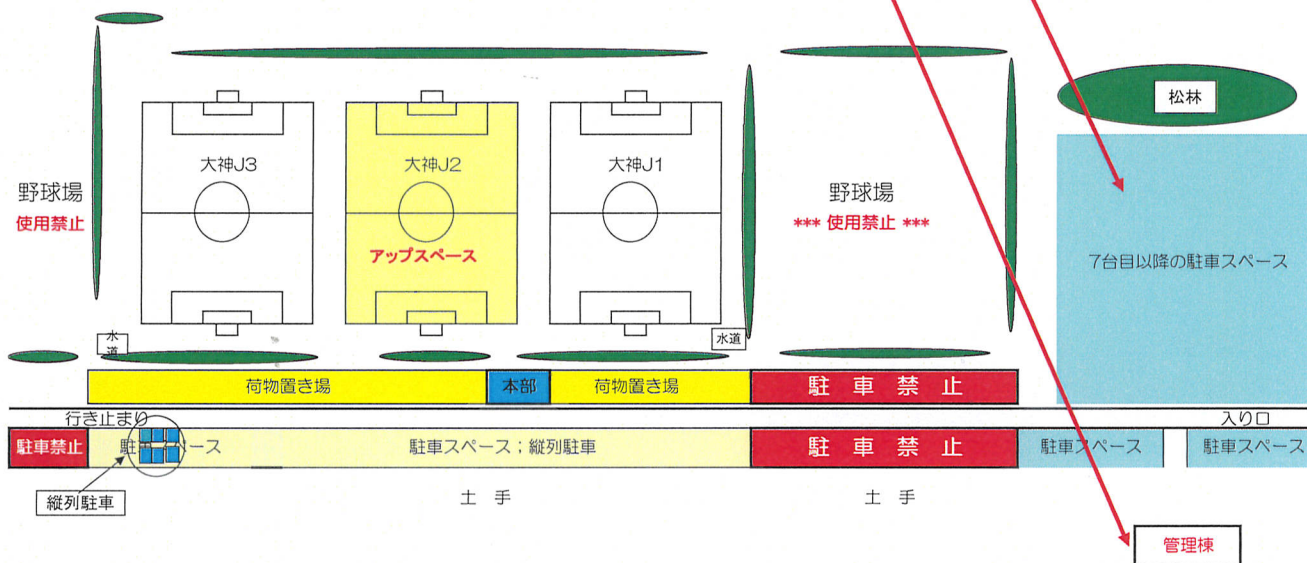 松林
大神J3
大神J2
大神J1
野球場
使用禁止
野球場
*** 使用禁止 ***
アップスペース
7台目以降の駐車スペース
水道
水道
荷物置き場
本部
荷物置き場
駐 車 禁 止
行き止まり
入り口
駐車禁止
駐車スペース
駐車スペース；縦列駐車
駐 車 禁 止
駐車スペース
駐車スペース
縦列駐車
土 手
土 手
管理棟